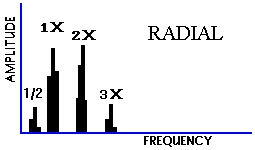 RADIAL
AMPLITUDE
1/2
1X
2X
3X
FREQUENCY